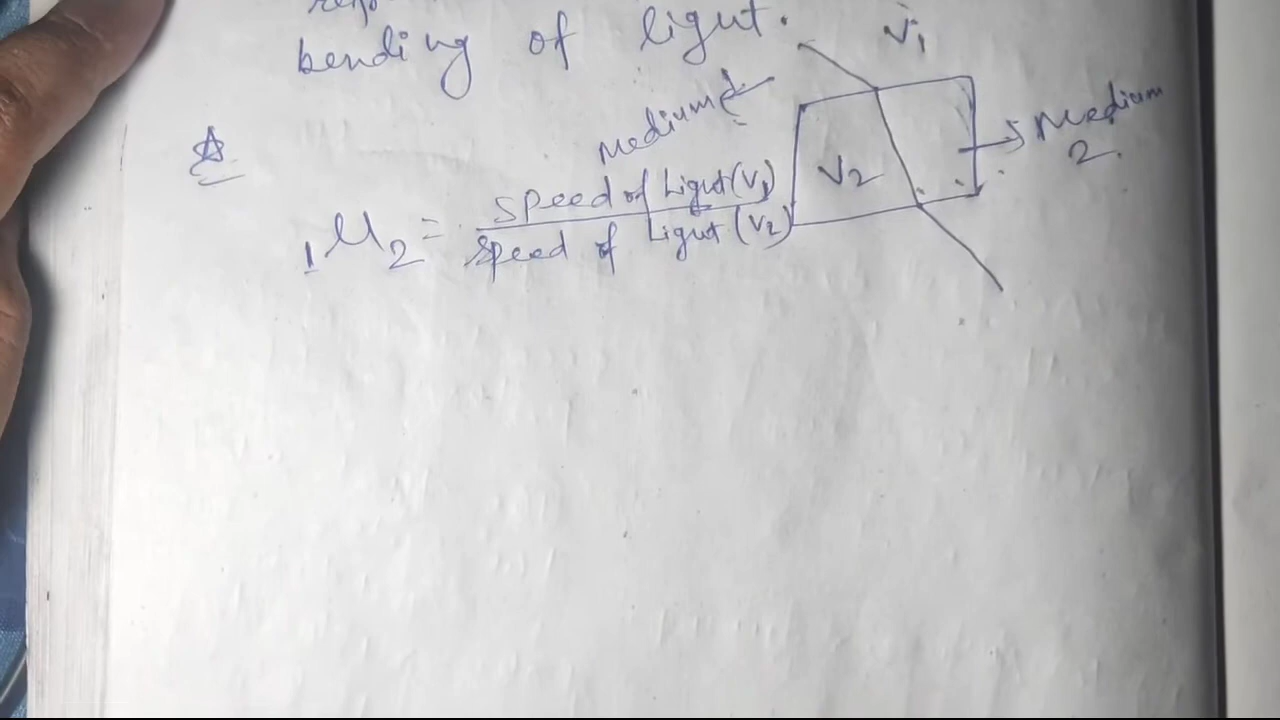 bending of light.
V1
medium 1
Medium
2.
V2
1μ2 = speed of light (V1)
speed of light (V2)